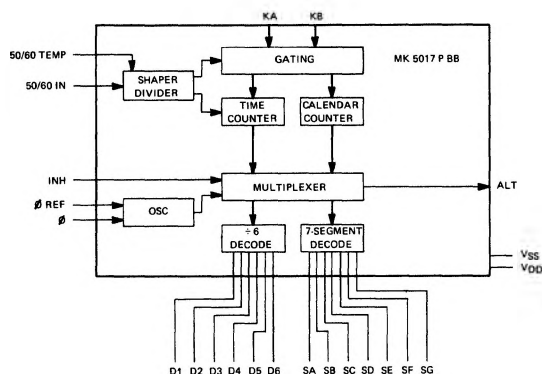 KA KB
50/60 TEMP
GATING
MK 5017 P BB
50/60 IN
SHAPER
DIVIDER
TIME
COUNTER
CALENDAR
COUNTER
INH
MULTIPLEXER
ALT
Ø REF
Ø
OSC
÷ 6
DECODE
7-SEGMENT
DECODE
VSS
VDD
D1 D2 D3 D4 D5 D6 SA SB SC SD SE SF SG